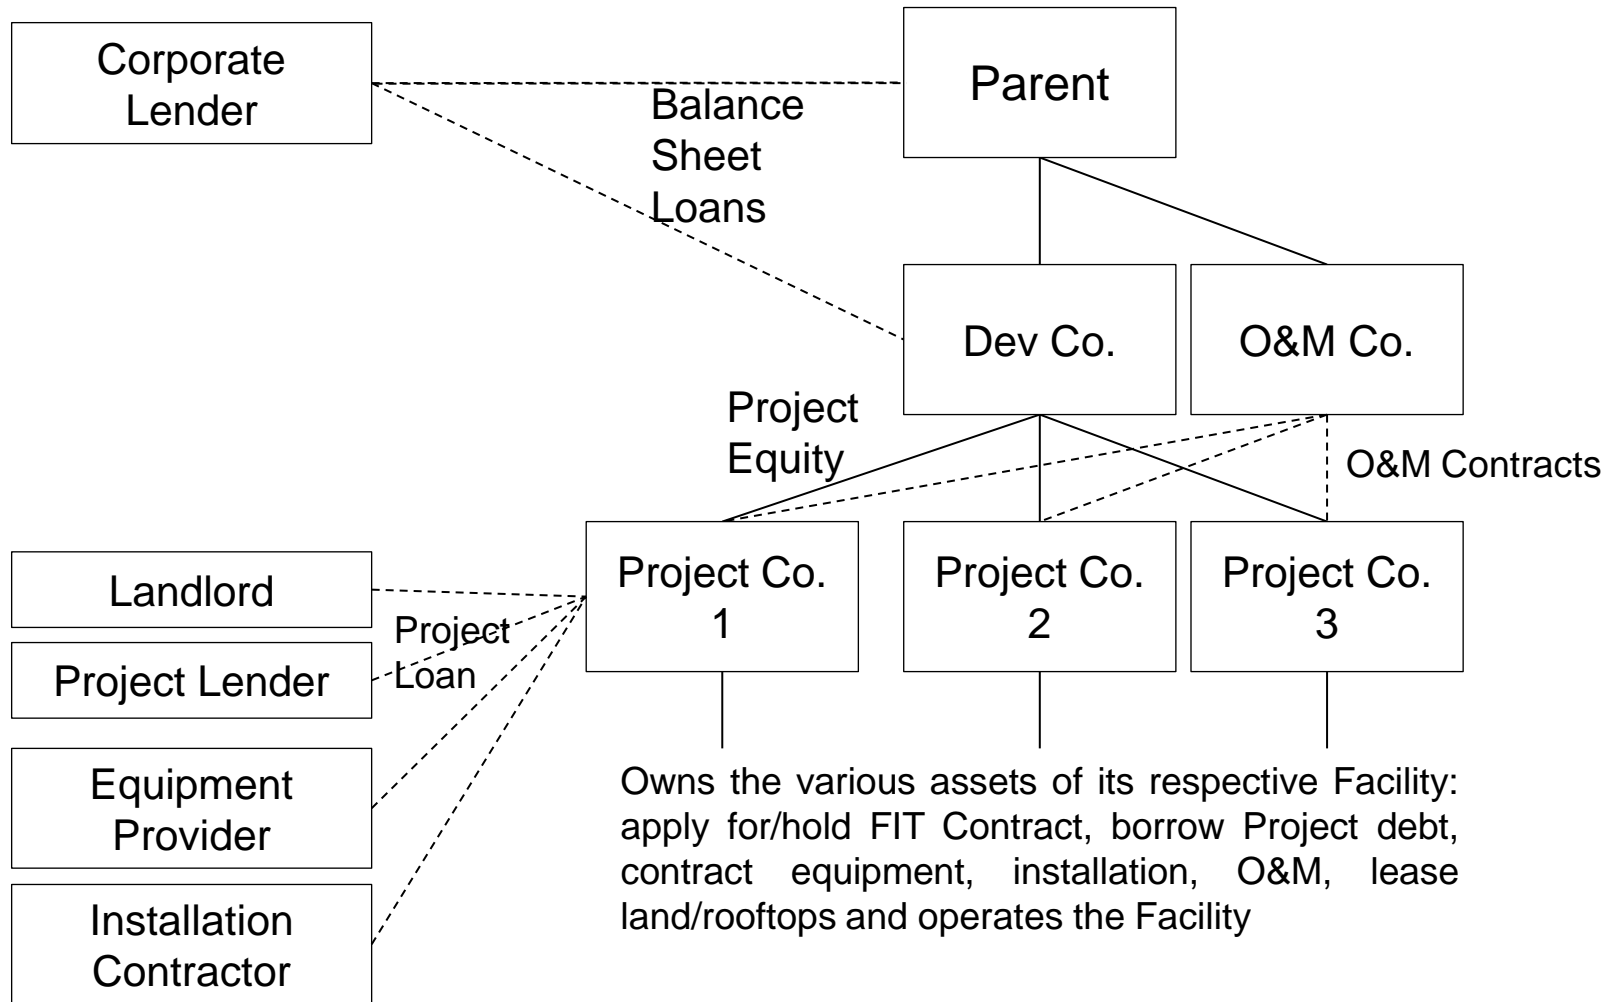 Corporate
Lender
Parent
Balance
Sheet
Loans
Dev Co.
O&M Co.
Project
Equity
O&M Contracts
Project Co.
1
Project Co.
2
Project Co.
3
Landlord
Project
Loan
Project Lender
Equipment
Provider
Installation
Contractor
Owns the various assets of its respective Facility:
apply for/hold FIT Contract, borrow Project debt,
contract equipment, installation, O&M, lease
land/rooftops and operates the Facility